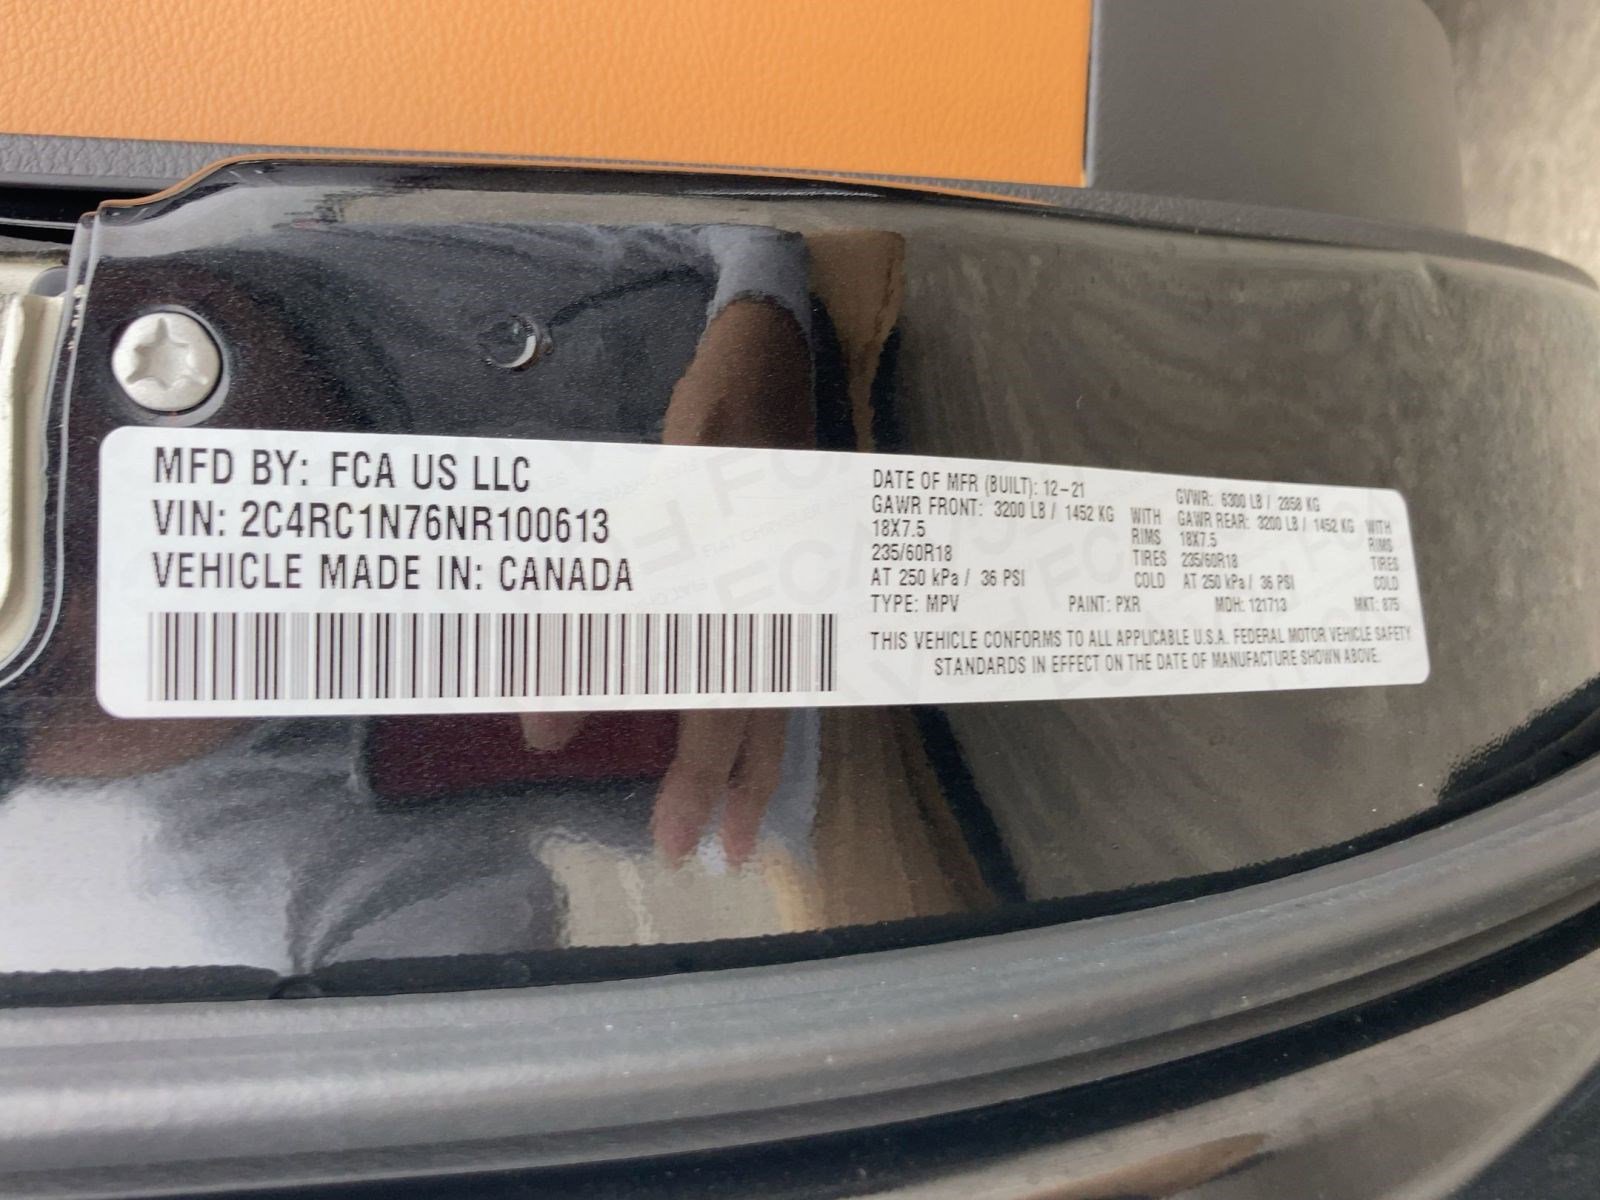 MFD BY: FCA US LLC
VIN: 2C4RC1N76NR100613
VEHICLE MADE IN: CANADA
DATE OF MFR (BUILT): 12-21 GVWR: 6300 LB / 2858 KG
GAWR FRONT: 3200 LB / 1452 KG WITH GAWR REAR: 3200 LB / 1452 KG WITH
18X7.5 RIMS 18X7.5 RIMS
235/60R18 TIRES 235/60R18 TIRES
AT 250 kPa / 36 PSI COLD AT 250 kPa / 36 PSI COLD
TYPE: MPV PAINT: PXR MDH: 121713 MKT: 875
THIS VEHICLE CONFORMS TO ALL APPLICABLE U.S.A. FEDERAL MOTOR VEHICLE SAFETY
STANDARDS IN EFFECT ON THE DATE OF MANUFACTURE SHOWN ABOVE.